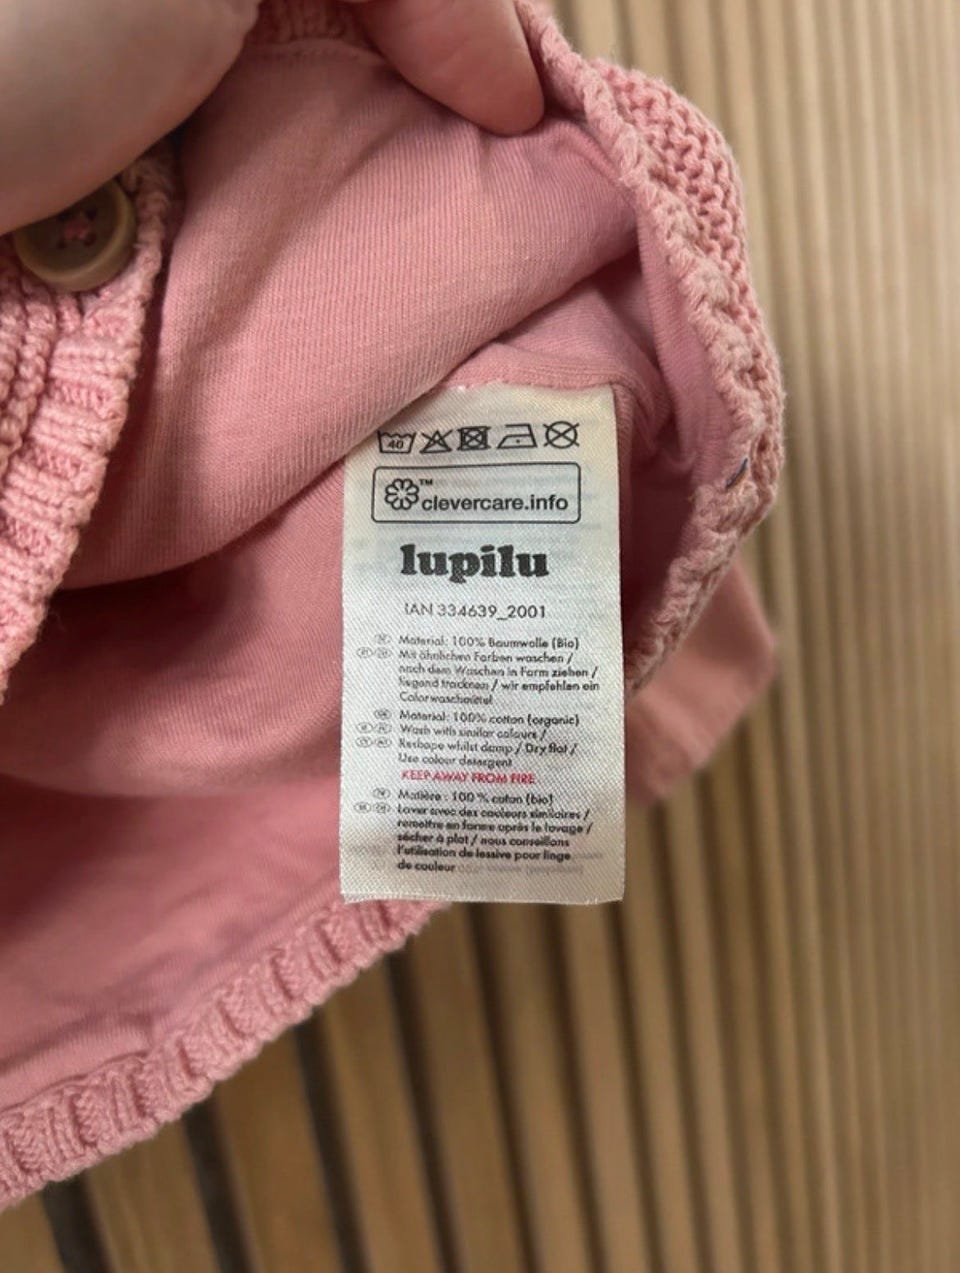 40
™
clevercare.info
lupilu
IAN 334639_2001
Material: 100% Baumwolle (Bio)
Mit ähnlichen Farben waschen /
nach dem Waschen in Form ziehen /
liegend trocknen / wir empfehlen ein
Colorwaschmittel
Material: 100% cotton (organic)
Wash with similar colours /
Reshape whilst damp / Dry flat /
Use colour detergent
KEEP AWAY FROM FIRE
Matière : 100 % coton (bio)
Laver avec des couleurs similaires /
remettre en forme après le lavage /
sécher à plat / nous conseillons
l'utilisation de lessive pour linge
de couleur